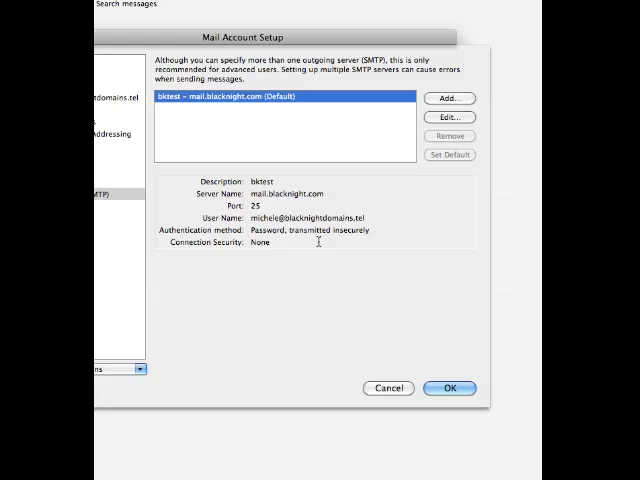 Search messages
Mail Account Setup
Although you can specify more than one outgoing server (SMTP), this is only
recommended for advanced users. Setting up multiple SMTP servers can cause errors
when sending messages.
bktest - mail.blacknight.com (Default)
Add...
ntdomains.tel
Edit...
s
Addressing
Remove
Set Default
Description: bktest
MTP)
Server Name: mail.blacknight.com
Port: 25
User Name: michele@blacknightdomains.tel
Authentication method: Password, transmitted insecurely
Connection Security: None
ns
Cancel
OK